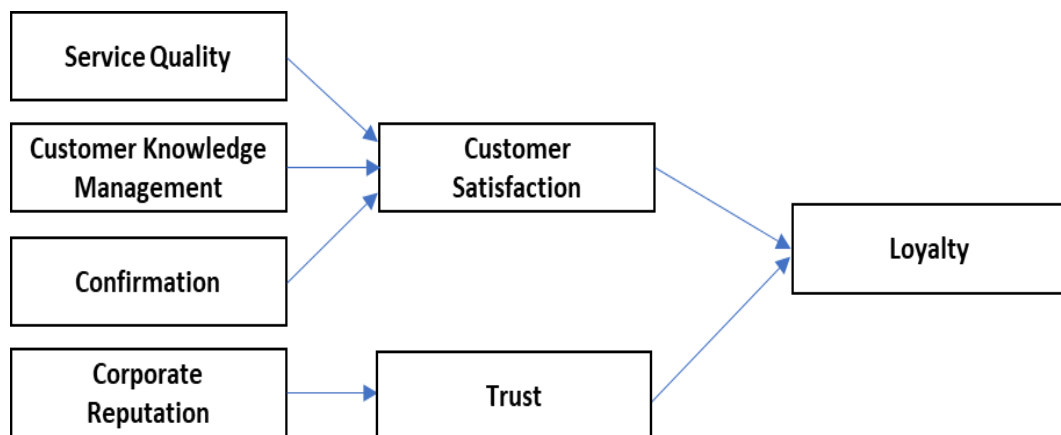 Service Quality
Customer Knowledge
Management
Confirmation
Corporate
Reputation
Customer
Satisfaction
Trust
Loyalty